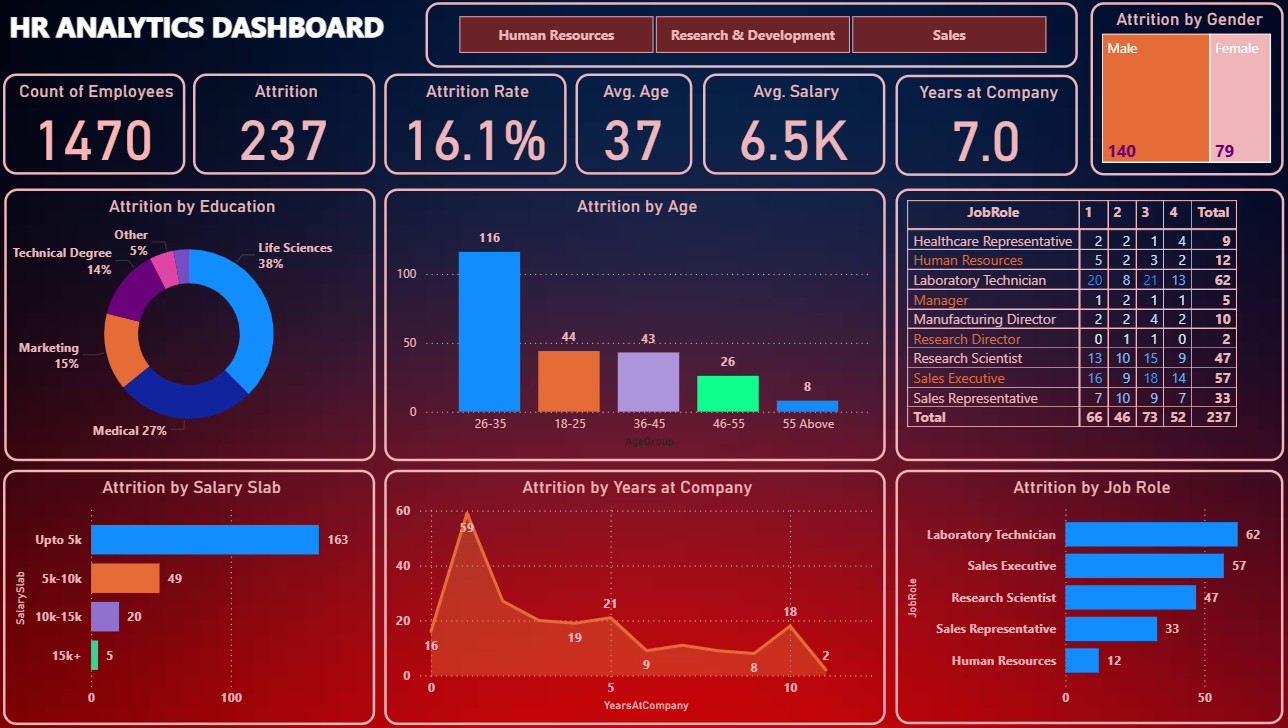 HR ANALYTICS DASHBOARD
Human Resources
Research & Development
Sales
Attrition by Gender
Male
Female
140
79
Count of Employees
1470
Attrition
237
Attrition Rate
16.1%
Avg. Age
37
Avg. Salary
6.5K
Years at Company
7.0
Attrition by Education
Other
5%
Life Sciences
38%
Technical Degree
14%
Marketing
15%
Medical 27%
Attrition by Age
116
100
50
44
43
26
8
0
26-35
18-25
36-45
46-55
55 Above
AgeGroup
JobRole 1 2 3 4 Total
Healthcare Representative 2 2 1 4 9
Human Resources 5 2 3 2 12
Laboratory Technician 20 8 21 13 62
Manager 1 2 1 1 5
Manufacturing Director 2 2 4 2 10
Research Director 0 1 1 0 2
Research Scientist 13 10 15 9 47
Sales Executive 16 9 18 14 57
Sales Representative 7 10 9 7 33
Total 66 46 73 52 237
Attrition by Salary Slab
SalarySlab
Upto 5k 163
5k-10k 49
10k-15k 20
15k+ 5
0 100
Attrition by Years at Company
60
59
40
21
18
20
16
19
9
8
2
0
0 5 10
YearsAtCompany
Attrition by Job Role
JobRole
Laboratory Technician 62
Sales Executive 57
Research Scientist 47
Sales Representative 33
Human Resources 12
0 50